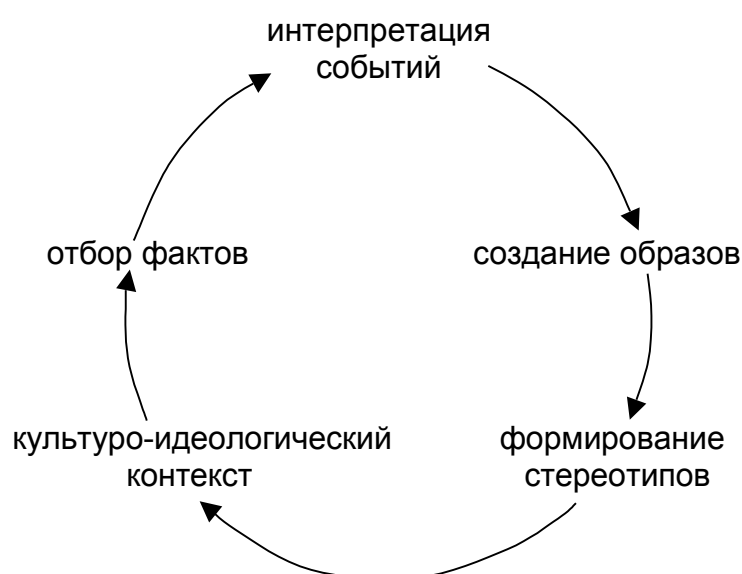 интерпретация
событий
отбор фактов
создание образов
культуро-идеологический
контекст
формирование
стереотипов